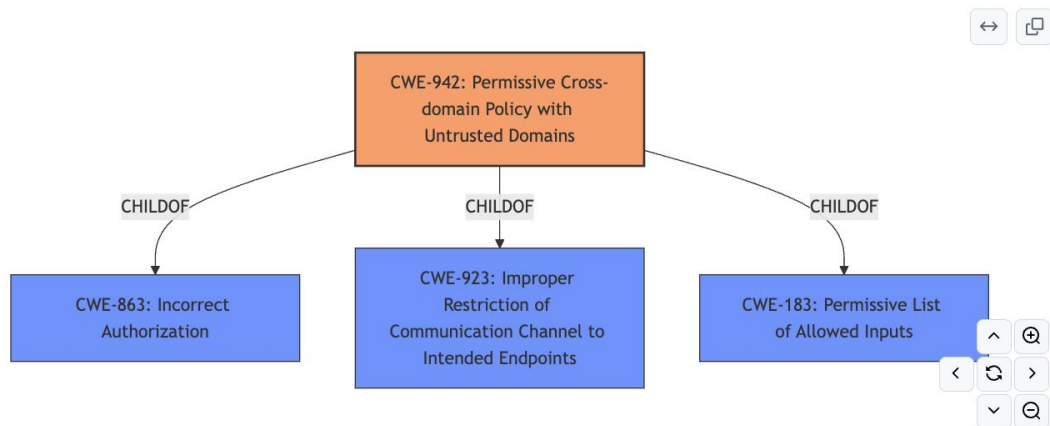 CWE-942: Permissive Cross-
domain Policy with
Untrusted Domains
CHILDOF
CHILDOF
CHILDOF
CWE-863: Incorrect
Authorization
CWE-923: Improper
Restriction of
Communication Channel to
Intended Endpoints
CWE-183: Permissive List
of Allowed Inputs